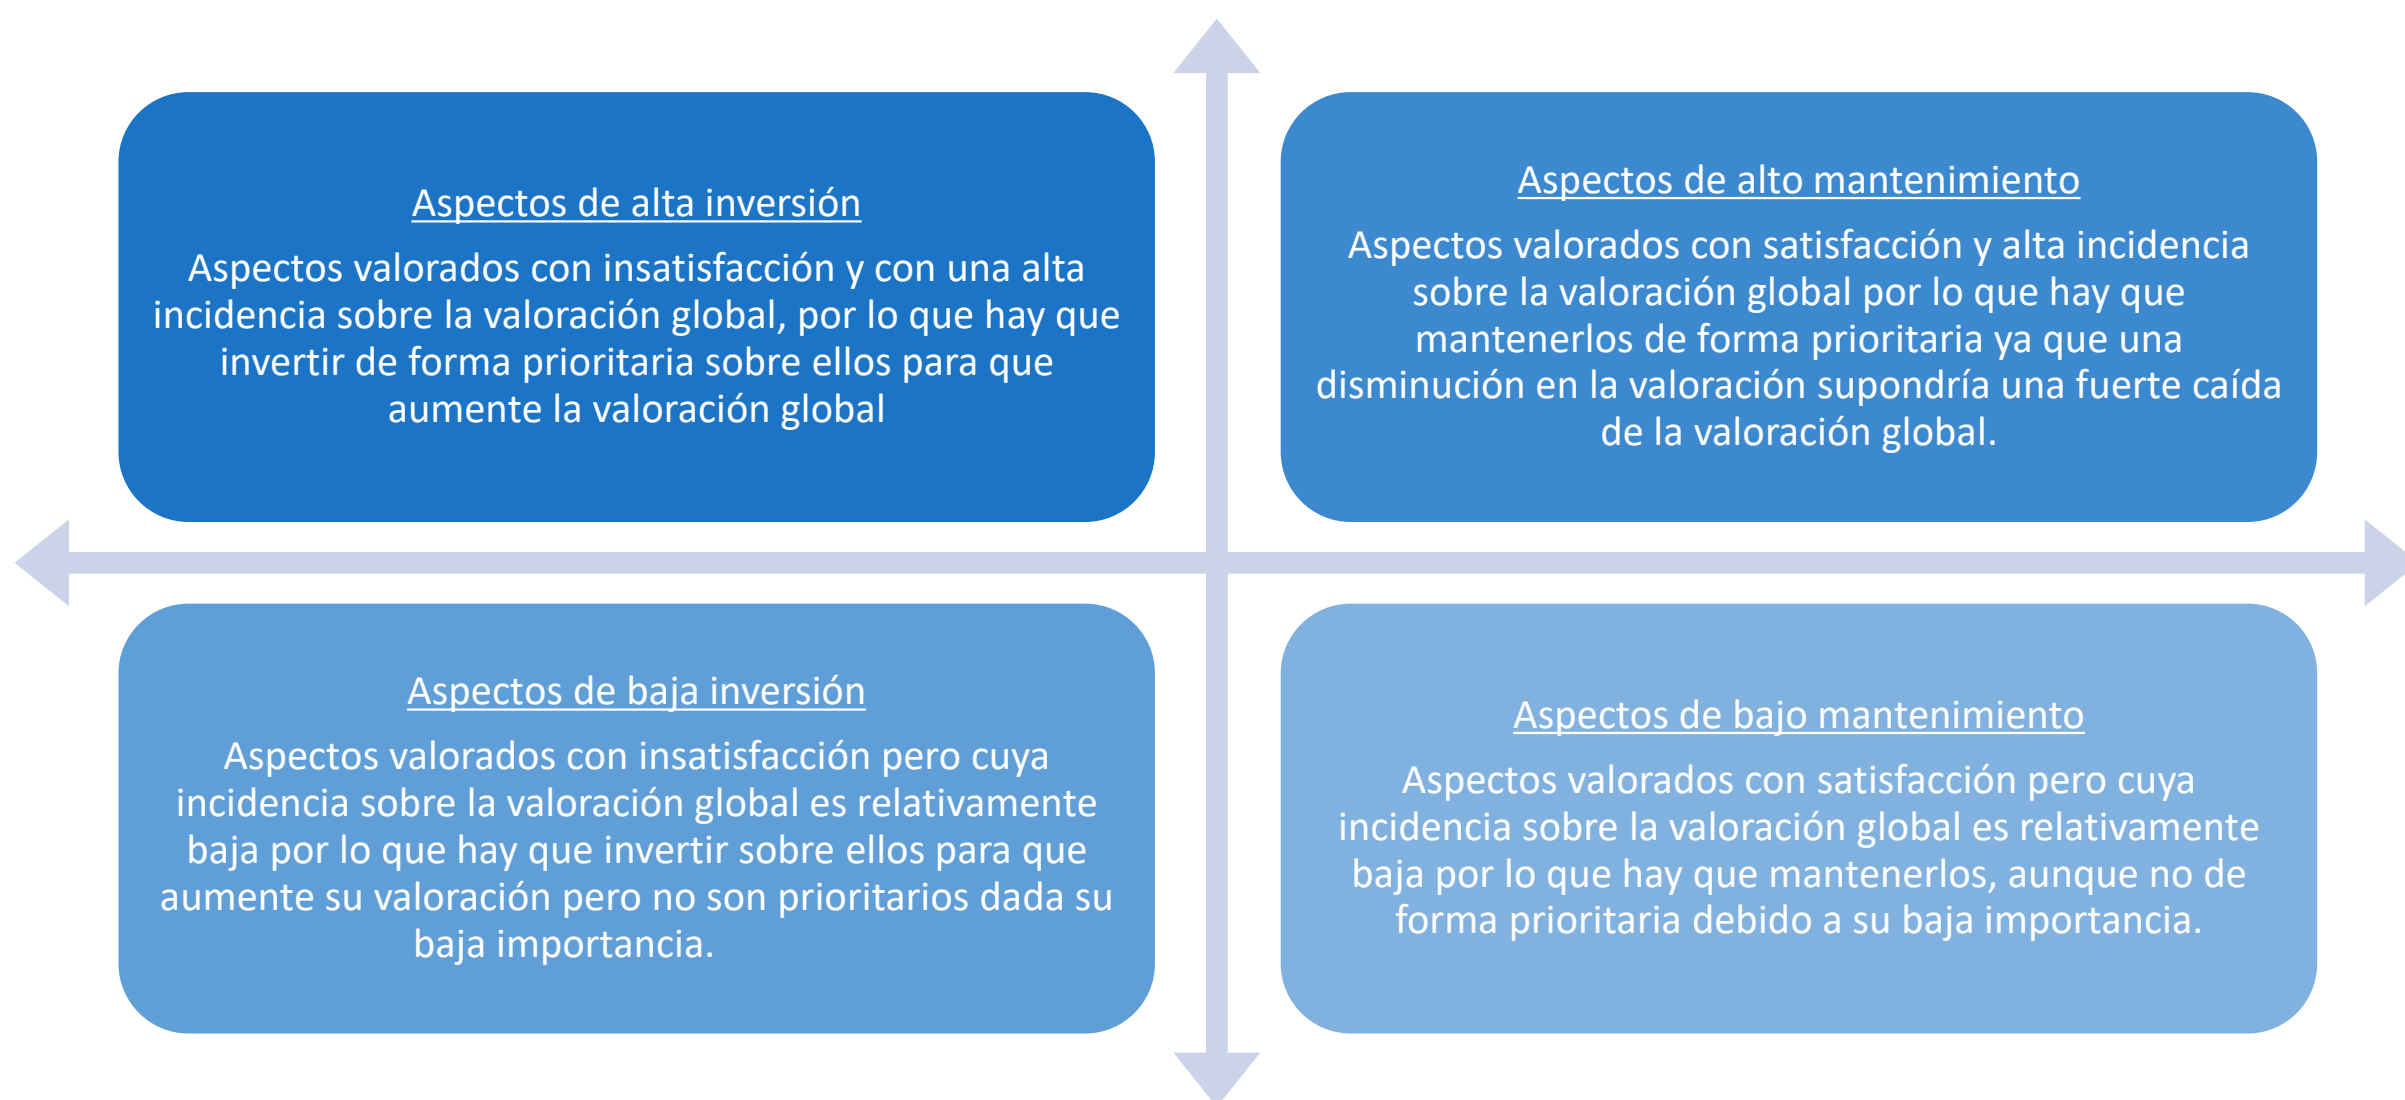 Aspectos de alta inversión
Aspectos valorados con insatisfacción y con una alta
incidencia sobre la valoración global, por lo que hay que
invertir de forma prioritaria sobre ellos para que
aumente la valoración global
Aspectos de alto mantenimiento
Aspectos valorados con satisfacción y alta incidencia
sobre la valoración global por lo que hay que
mantenerlos de forma prioritaria ya que una
disminución en la valoración supondría una fuerte caída
de la valoración global.
Aspectos de baja inversión
Aspectos valorados con insatisfacción pero cuya
incidencia sobre la valoración global es relativamente
baja por lo que hay que invertir sobre ellos para que
aumente su valoración pero no son prioritarios dada su
baja importancia.
Aspectos de bajo mantenimiento
Aspectos valorados con satisfacción pero cuya
incidencia sobre la valoración global es relativamente
baja por lo que hay que mantenerlos, aunque no de
forma prioritaria debido a su baja importancia.